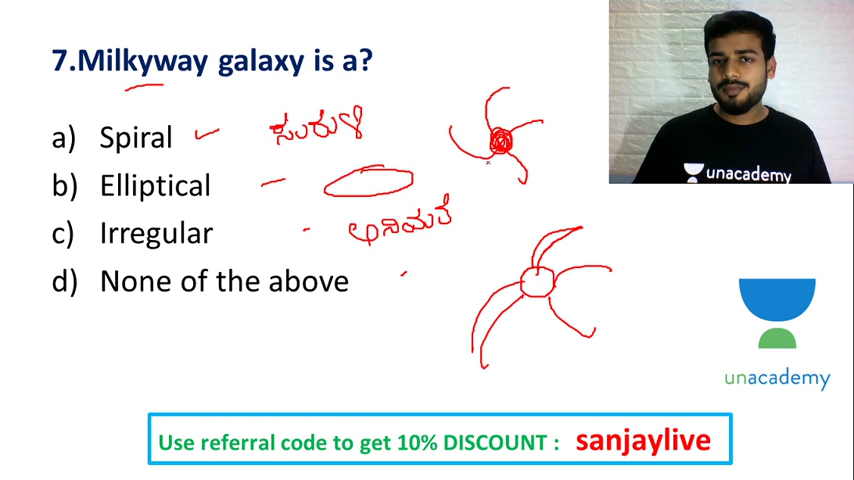 7.Milkyway galaxy is a?
a) Spiral ಸುರುಳಿ
b) Elliptical
c) Irregular ಅನಿಯಮಿತ
d) None of the above
unacademy
unacademy
Use referral code to get 10% DISCOUNT : sanjaylive